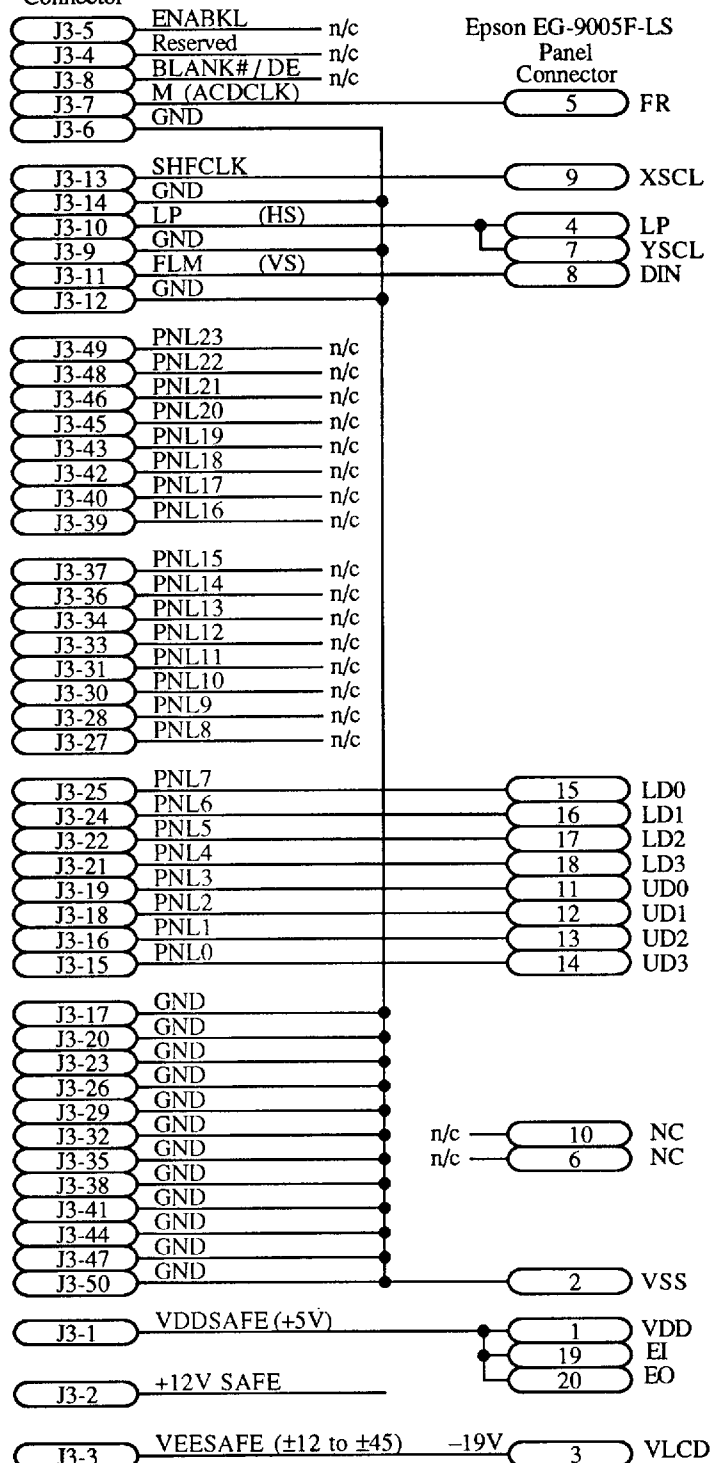 Connector
Epson EG-9005F-LS
Panel
Connector
J3-5 ENABKL n/c
J3-4 Reserved n/c
J3-8 BLANK# / DE n/c
J3-7 M (ACDCLK) 5 FR
J3-6 GND
J3-13 SHFCLK 9 XSCL
J3-14 GND
J3-10 LP (HS) 4 LP
J3-9 GND 7 YSCL
J3-11 FLM (VS) 8 DIN
J3-12 GND
J3-49 PNL23 n/c
J3-48 PNL22 n/c
J3-46 PNL21 n/c
J3-45 PNL20 n/c
J3-43 PNL19 n/c
J3-42 PNL18 n/c
J3-40 PNL17 n/c
J3-39 PNL16 n/c
J3-37 PNL15 n/c
J3-36 PNL14 n/c
J3-34 PNL13 n/c
J3-33 PNL12 n/c
J3-31 PNL11 n/c
J3-30 PNL10 n/c
J3-28 PNL9 n/c
J3-27 PNL8 n/c
J3-25 PNL7 15 LD0
J3-24 PNL6 16 LD1
J3-22 PNL5 17 LD2
J3-21 PNL4 18 LD3
J3-19 PNL3 11 UD0
J3-18 PNL2 12 UD1
J3-16 PNL1 13 UD2
J3-15 PNL0 14 UD3
J3-17 GND
J3-20 GND
J3-23 GND
J3-26 GND
J3-29 GND
J3-32 GND n/c 10 NC
J3-35 GND n/c 6 NC
J3-38 GND
J3-41 GND
J3-44 GND
J3-47 GND
J3-50 GND 2 VSS
J3-1 VDDSAFE (+5V) 1 VDD
19 EI
20 EO
J3-2 +12V SAFE
J3-3 VEESAFE (±12 to ±45) –19V 3 VLCD